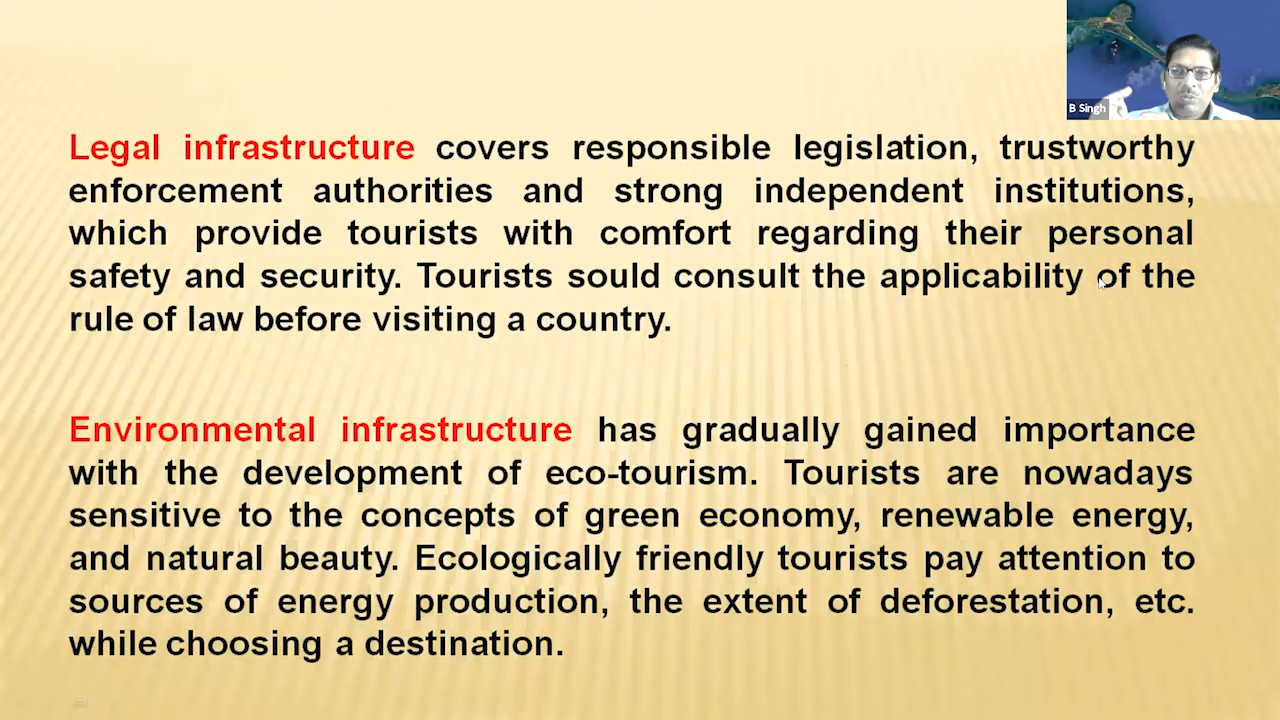 B Singh
Legal infrastructure covers responsible legislation, trustworthy
enforcement authorities and strong independent institutions,
which provide tourists with comfort regarding their personal
safety and security. Tourists sould consult the applicability of the
rule of law before visiting a country.
Environmental infrastructure has gradually gained importance
with the development of eco-tourism. Tourists are nowadays
sensitive to the concepts of green economy, renewable energy,
and natural beauty. Ecologically friendly tourists pay attention to
sources of energy production, the extent of deforestation, etc.
while choosing a destination.